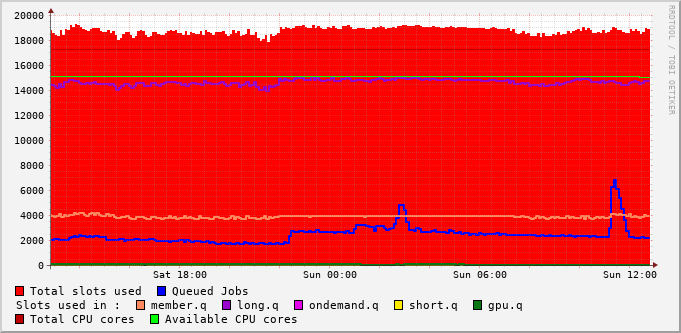 20000
18000
16000
14000
12000
10000
8000
6000
4000
2000
0
Sat 18:00 Sun 00:00 Sun 06:00 Sun 12:00
RRDTOOL / TOBI OETIKER
Total slots used Queued Jobs
Slots used in : member.q long.q ondemand.q short.q gpu.q
Total CPU cores Available CPU cores